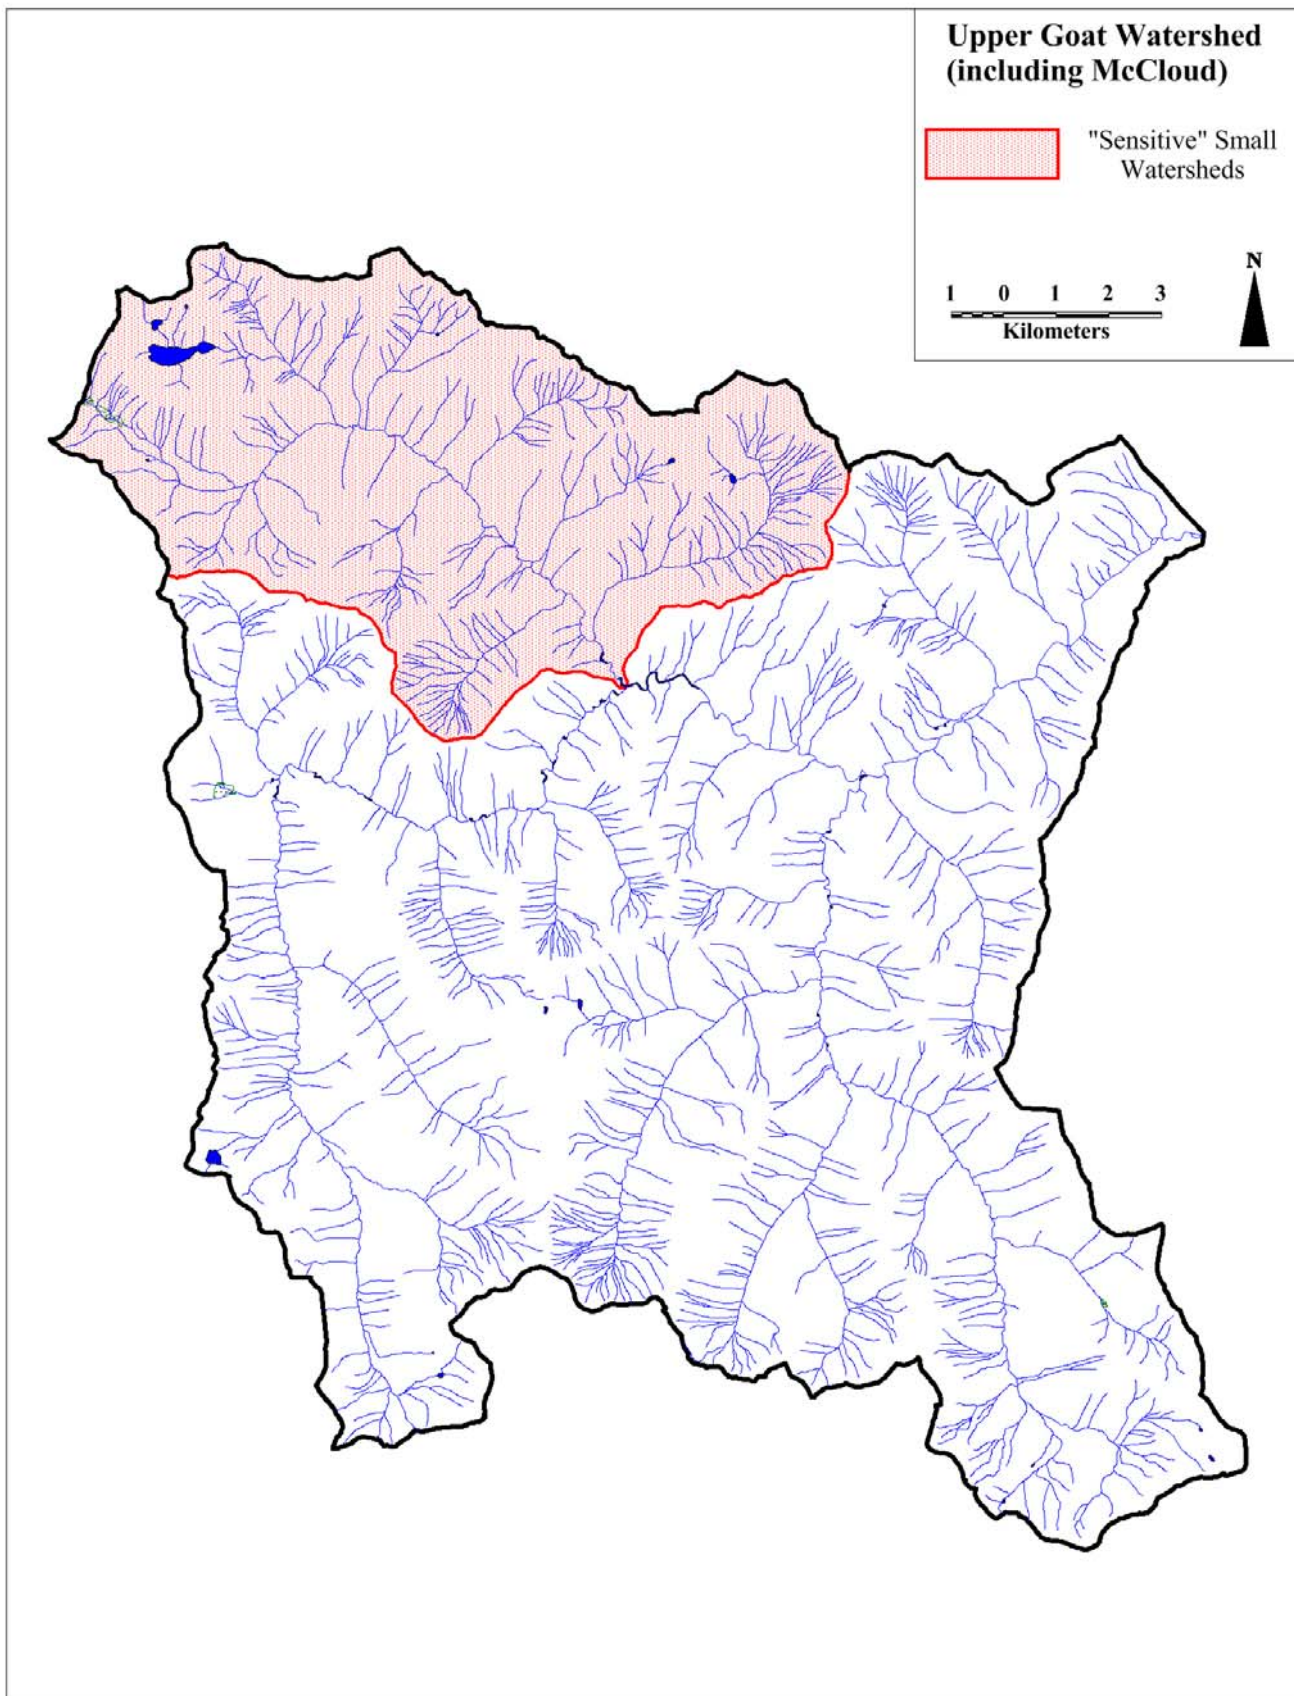 Upper Goat Watershed
(including McCloud)
"Sensitive" Small
Watersheds
N
1 0 1 2 3
Kilometers